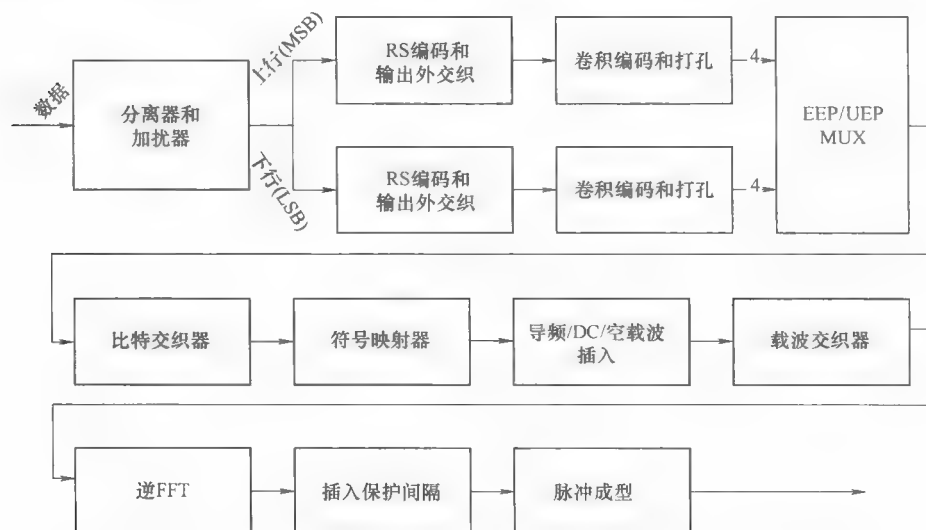 数据
分离器和
加扰器
上行(MSB)
下行(LSB)
RS编码和
输出外交织
卷积编码和打孔
4
RS编码和
输出外交织
卷积编码和打孔
4
EEP/UEP
MUX
比特交织器
符号映射器
导频/DC/空载波
插入
载波交织器
逆FFT
插入保护间隔
脉冲成型